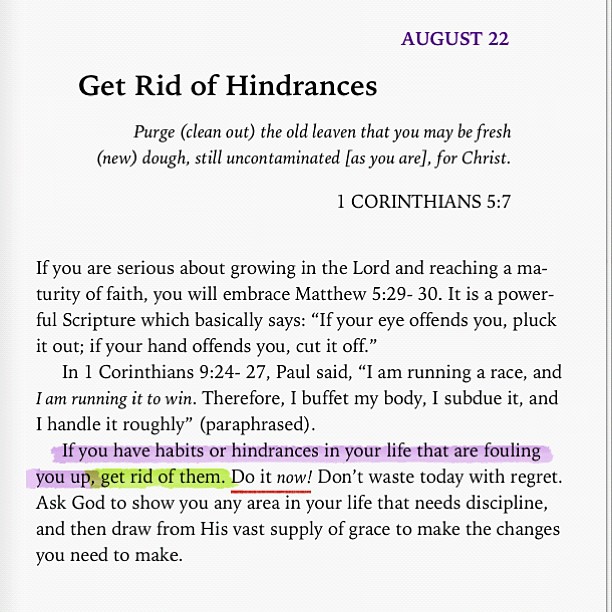 AUGUST 22
Get Rid of Hindrances
Purge (clean out) the old leaven that you may be fresh
(new) dough, still uncontaminated [as you are], for Christ.
1 CORINTHIANS 5:7
If you are serious about growing in the Lord and reaching a ma-
turity of faith, you will embrace Matthew 5:29- 30. It is a power-
ful Scripture which basically says: “If your eye offends you, pluck
it out; if your hand offends you, cut it off.”
In 1 Corinthians 9:24- 27, Paul said, “I am running a race, and
I am running it to win. Therefore, I buffet my body, I subdue it, and
I handle it roughly” (paraphrased).
If you have habits or hindrances in your life that are fouling
you up, get rid of them. Do it now! Don’t waste today with regret.
Ask God to show you any area in your life that needs discipline,
and then draw from His vast supply of grace to make the changes
you need to make.